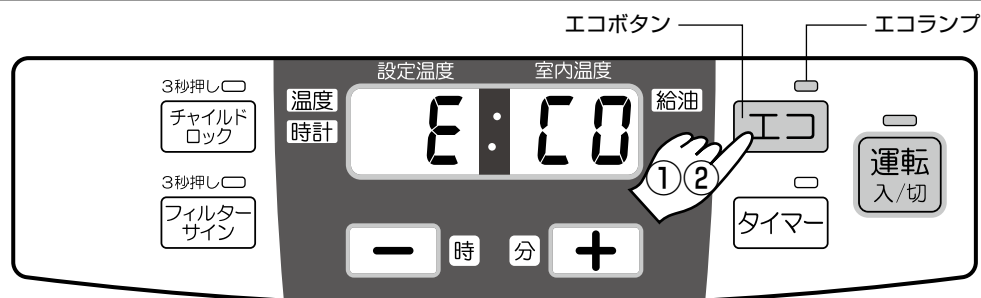 エコボタン
エコランプ
設定温度
室内温度
3秒押し
チャイルド
ロック
温度
時計
E:CO
給油
エコ
①②
運転
入/切
3秒押し
フィルター
サイン
タイマー
−
時
分
+